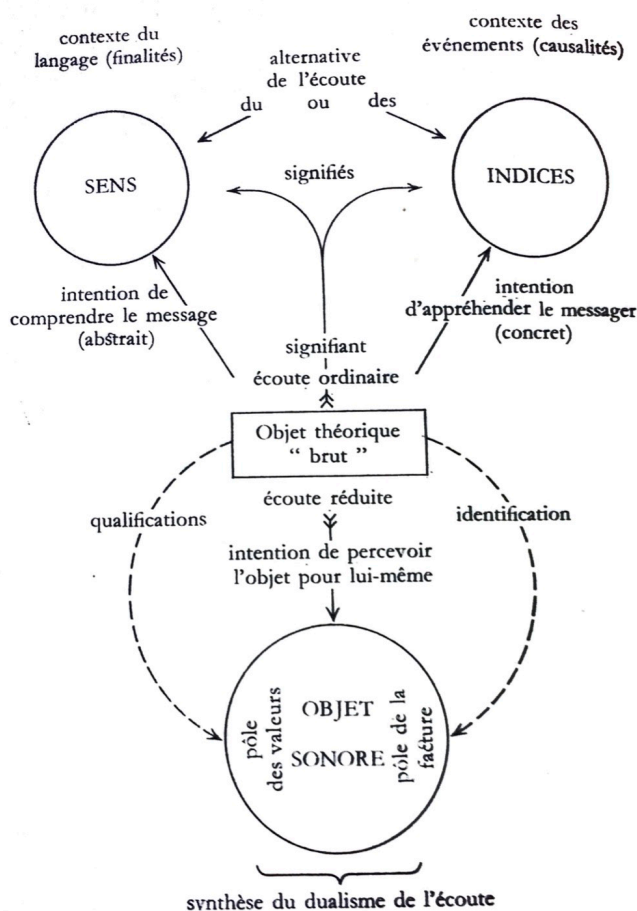 contexte du
langage (finalités)
contexte des
événements (causalités)
alternative
de l'écoute
du ou des
SENS
signifiés
INDICES
intention de
comprendre le message
(abstrait)
intention
d'appréhender le messager
(concret)
signifiant
écoute ordinaire
Objet théorique
“ brut ”
écoute réduite
qualifications
identification
intention de percevoir
l'objet pour lui-même
pôle
des valeurs
OBJET
SONORE
pôle de la
facture
synthèse du dualisme de l'écoute